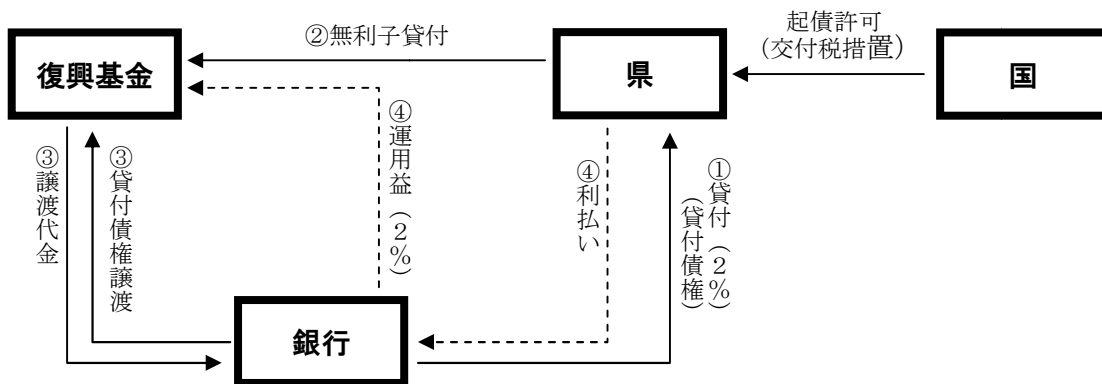 ②無利子貸付
起債許可
(交付税措置)
復興基金
県
国
③譲渡代金
③貸付債権譲渡
④運用益(2%)
④利払い
①貸付(2%)
(貸付債権)
銀行